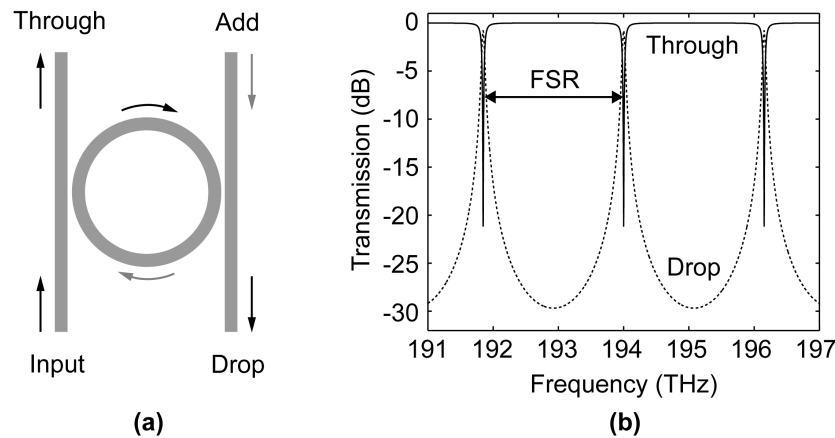 Through
Add
Input
Drop
(a)
Transmission (dB)
0
-5
-10
-15
-20
-25
-30
FSR
Through
Drop
191
192
193
194
195
196
197
Frequency (THz)
(b)